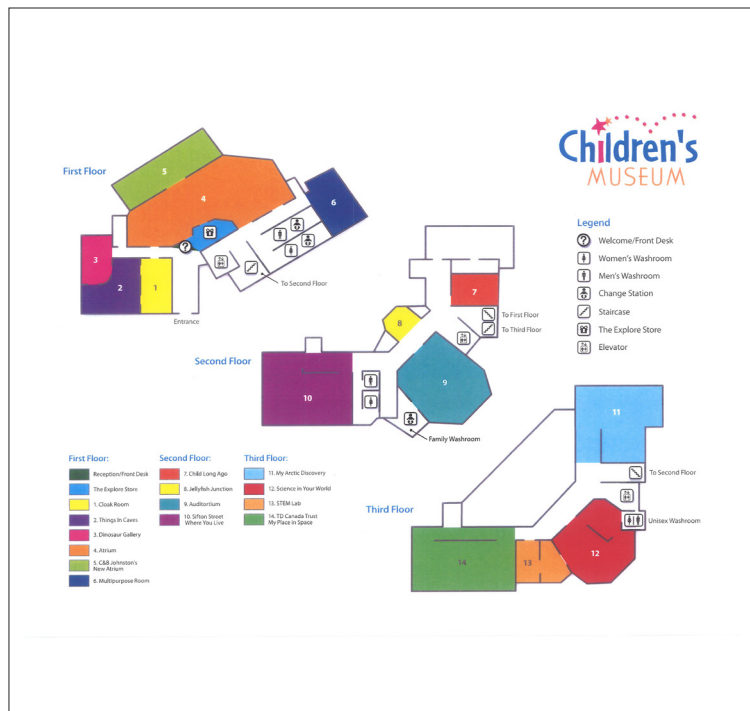 Children's
MUSEUM
First Floor
5
4
6
3
2
1
To Second Floor
Entrance
Legend
Welcome/Front Desk
Women's Washroom
Men's Washroom
Change Station
Staircase
The Explore Store
Elevator
7
8
To First Floor
To Third Floor
Second Floor
9
10
Family Washroom
11
To Second Floor
Third Floor
Unisex Washroom
12
13
14
First Floor:
Reception/Front Desk
The Explore Store
1. Cloak Room
2. Things In Caves
3. Dinosaur Gallery
4. Atrium
5. C&B Johnston's
New Atrium
6. Multipurpose Room
Second Floor:
7. Child Long Ago
8. Jellyfish Junction
9. Auditorium
10. Sifton Street
Where You Live
Third Floor:
11. My Arctic Discovery
12. Science in Your World
13. STEM Lab
14. TD Canada Trust
My Place in Space